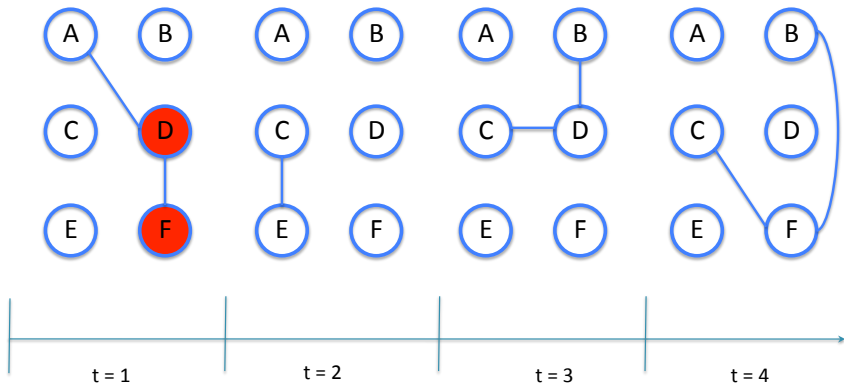 A B A B A B A B
C D C D C D C D
E F E F E F E F
t = 1 t = 2 t = 3 t = 4